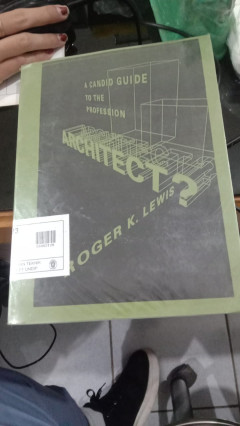 A CANDID GUIDE
TO THE
PROFESSION
ARCHITECT?
ROGER K. LEWIS